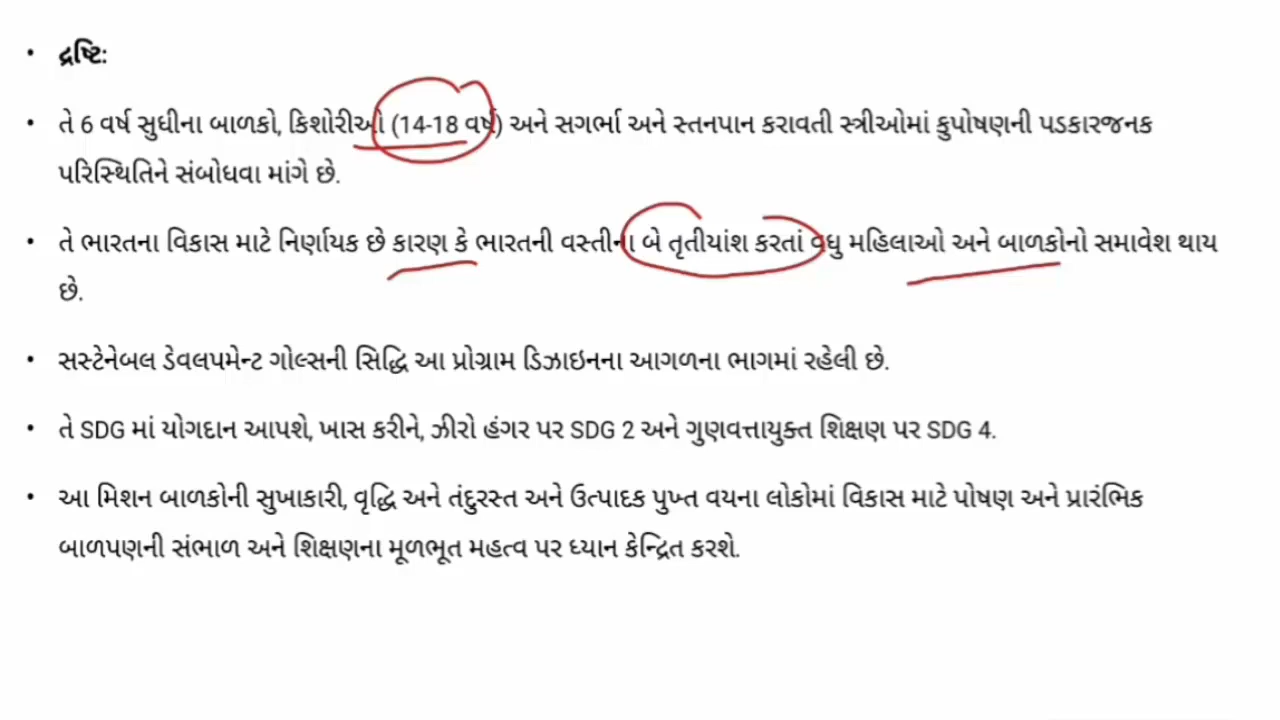 • દ્રષ્ટિ:
• તે 6 વર્ષ સુધીના બાળકો, કિશોરીઓ (14-18 વર્ષ) અને સગર્ભા અને સ્તનપાન કરાવતી સ્ત્રીઓમાં કુપોષણની પડકારજનક
પરિસ્થિતિને સંબોધવા માંગે છે.
• તે ભારતના વિકાસ માટે નિર્ણાયક છે કારણ કે ભારતની વસ્તીના બે તૃતીયાંશ કરતાં વધુ મહિલાઓ અને બાળકોનો સમાવેશ થાય
છે.
• સસ્ટેનેબલ ડેવલપમેન્ટ ગોલ્સની સિદ્ધિ આ પ્રોગ્રામ ડિઝાઇનના આગળના ભાગમાં રહેલી છે.
• તે SDG માં યોગદાન આપશે, ખાસ કરીને, ઝીરો હંગર પર SDG 2 અને ગુણવત્તાયુક્ત શિક્ષણ પર SDG 4.
• આ મિશન બાળકોની સુખાકારી, વૃદ્ધિ અને તંદુરસ્ત અને ઉત્પાદક પુખ્ત વયના લોકોમાં વિકાસ માટે પોષણ અને પ્રારંભિક
બાળપણની સંભાળ અને શિક્ષણના મૂળભૂત મહત્વ પર ધ્યાન કેન્દ્રિત કરશે.